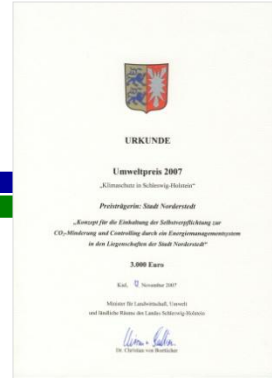 URKUNDE
Umweltpreis 2007
„Klimaschutz in Schleswig-Holstein“
Preisträgerin: Stadt Norderstedt
„Konzept für die Einhaltung der Selbstverpflichtung zur
CO₂-Minderung und Controlling durch ein Energiemanagementsystem
in den Liegenschaften der Stadt Norderstedt“
3.000 Euro
Kiel, November 2007
Minister für Landwirtschaft, Umwelt
und ländliche Räume des Landes Schleswig-Holstein
Dr. Christian von Boetticher